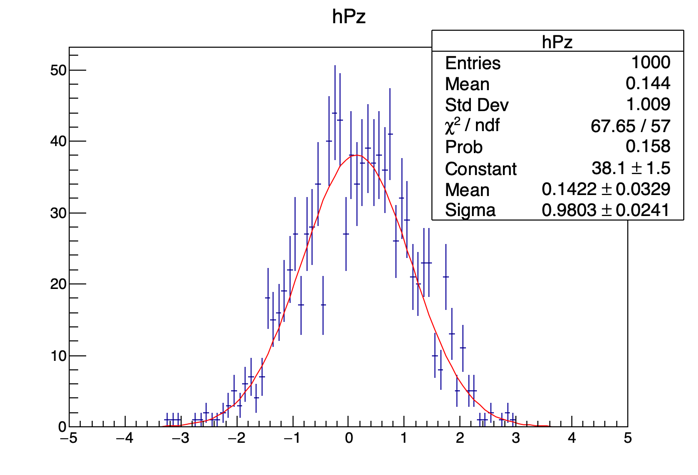 hPz
hPz
Entries 1000
Mean 0.144
Std Dev 1.009
χ² / ndf 67.65 / 57
Prob 0.158
Constant 38.1 ± 1.5
Mean 0.1422 ± 0.0329
Sigma 0.9803 ± 0.0241
50
40
30
20
10
0
−5 −4 −3 −2 −1 0 1 2 3 4 5